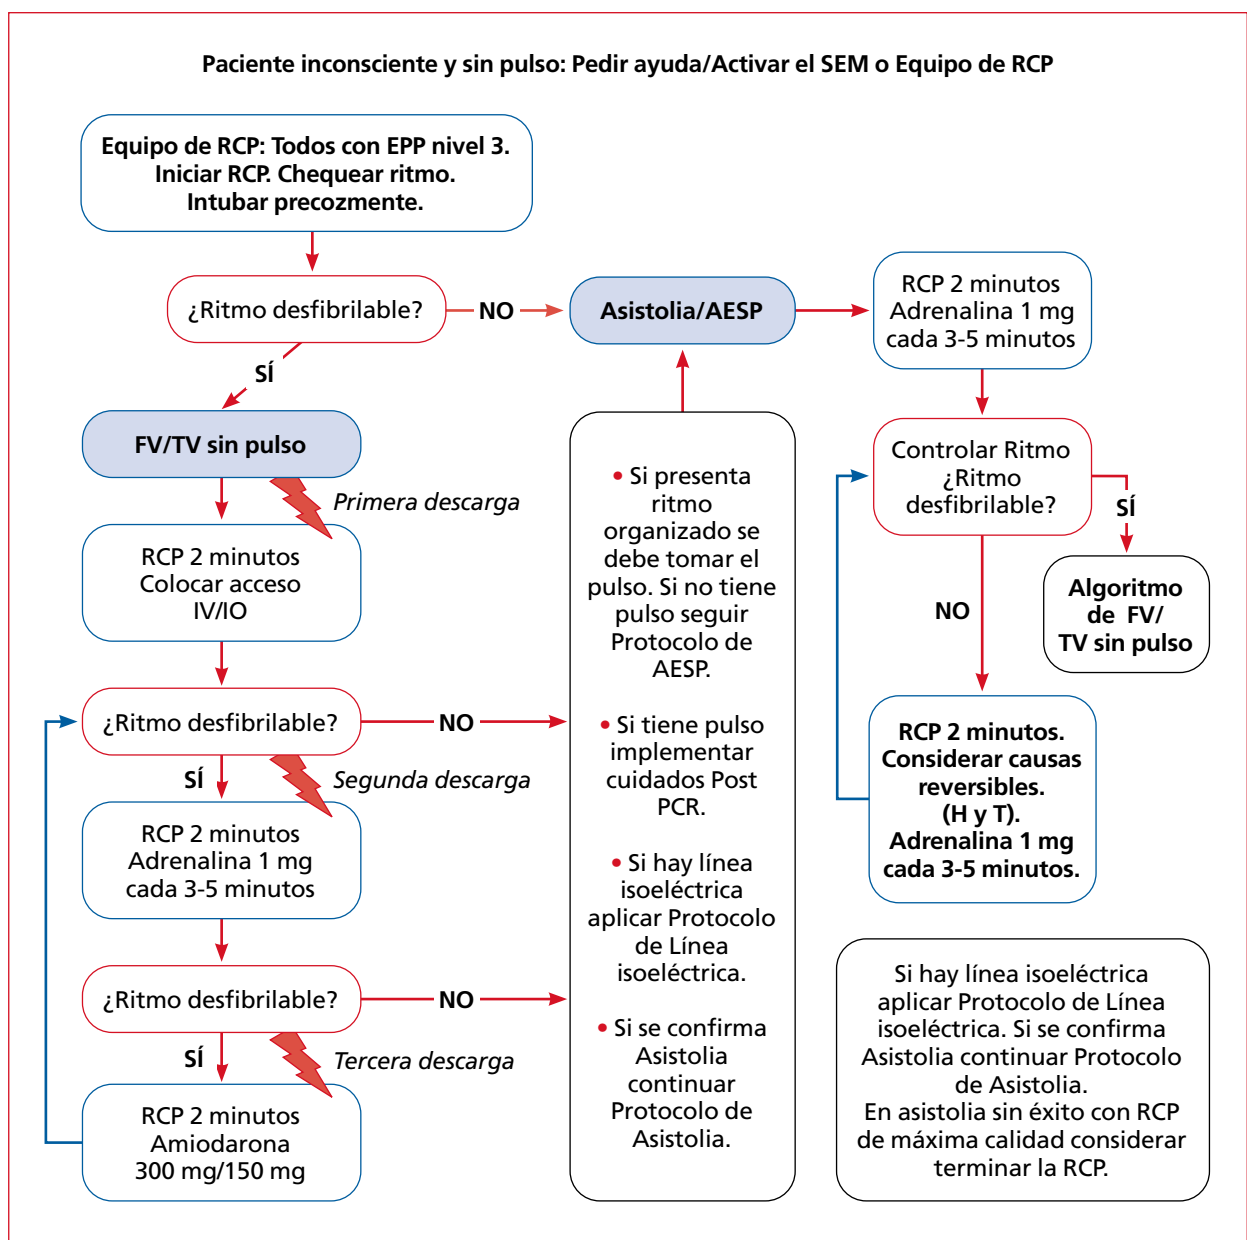 Paciente inconsciente y sin pulso: Pedir ayuda/Activar el SEM o Equipo de RCP
Equipo de RCP: Todos con EPP nivel 3.
Iniciar RCP. Chequear ritmo.
Intubar precozmente.
¿Ritmo desfibrilable?
NO
Asistolia/AESP
RCP 2 minutos
Adrenalina 1 mg
cada 3-5 minutos
SÍ
FV/TV sin pulso
Primera descarga
RCP 2 minutos
Colocar acceso
IV/IO
¿Ritmo desfibrilable?
NO
SÍ
Segunda descarga
RCP 2 minutos
Adrenalina 1 mg
cada 3-5 minutos
¿Ritmo desfibrilable?
NO
SÍ
Tercera descarga
RCP 2 minutos
Amiodarona
300 mg/150 mg
• Si presenta
ritmo
organizado se
debe tomar el
pulso. Si no tiene
pulso seguir
Protocolo de
AESP.
• Si tiene pulso
implementar
cuidados Post
PCR.
• Si hay línea
isoeléctrica
aplicar Protocolo
de Línea
isoeléctrica.
• Si se confirma
Asistolia
continuar
Protocolo de
Asistolia.
Controlar Ritmo
¿Ritmo
desfibrilable?
SÍ
Algoritmo
de FV/
TV sin pulso
NO
RCP 2 minutos.
Considerar causas
reversibles.
(H y T).
Adrenalina 1 mg
cada 3-5 minutos.
Si hay línea isoeléctrica
aplicar Protocolo de Línea
isoeléctrica. Si se confirma
Asistolia continuar Protocolo
de Asistolia.
En asistolia sin éxito con RCP
de máxima calidad considerar
terminar la RCP.